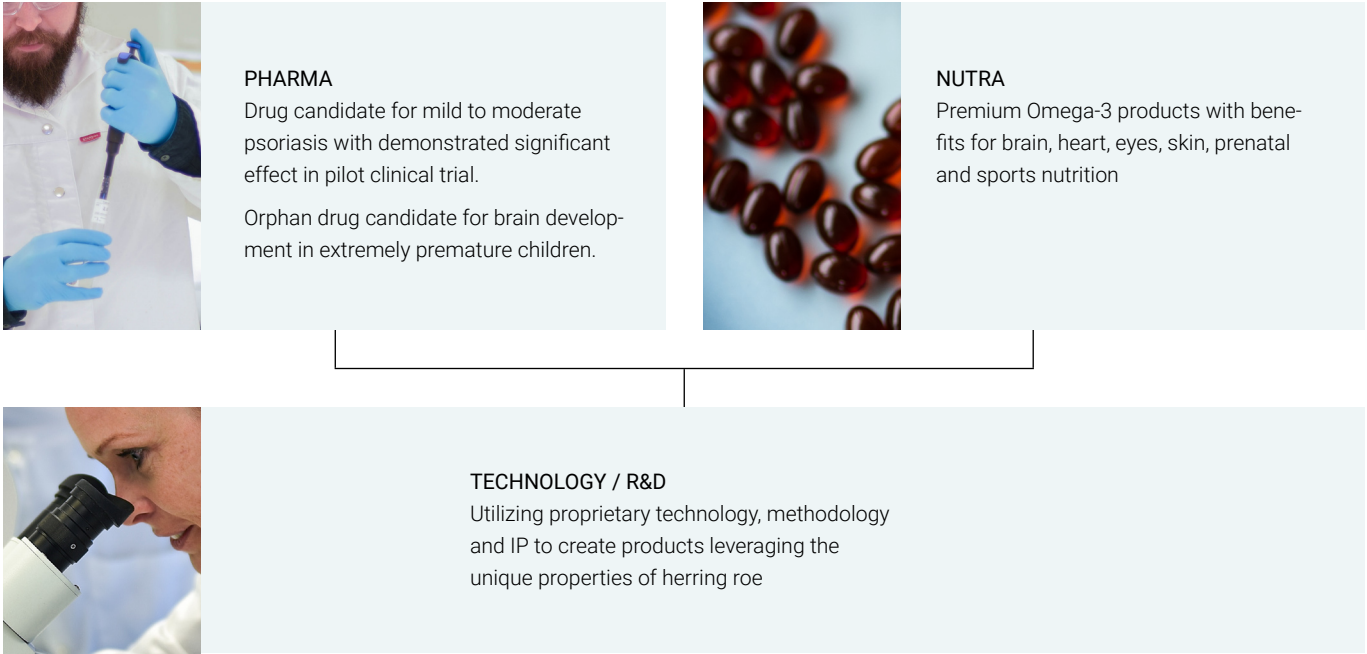 PHARMA
Drug candidate for mild to moderate
psoriasis with demonstrated significant
effect in pilot clinical trial.
Orphan drug candidate for brain develop-
ment in extremely premature children.
NUTRA
Premium Omega-3 products with bene-
fits for brain, heart, eyes, skin, prenatal
and sports nutrition
TECHNOLOGY / R&D
Utilizing proprietary technology, methodology
and IP to create products leveraging the
unique properties of herring roe